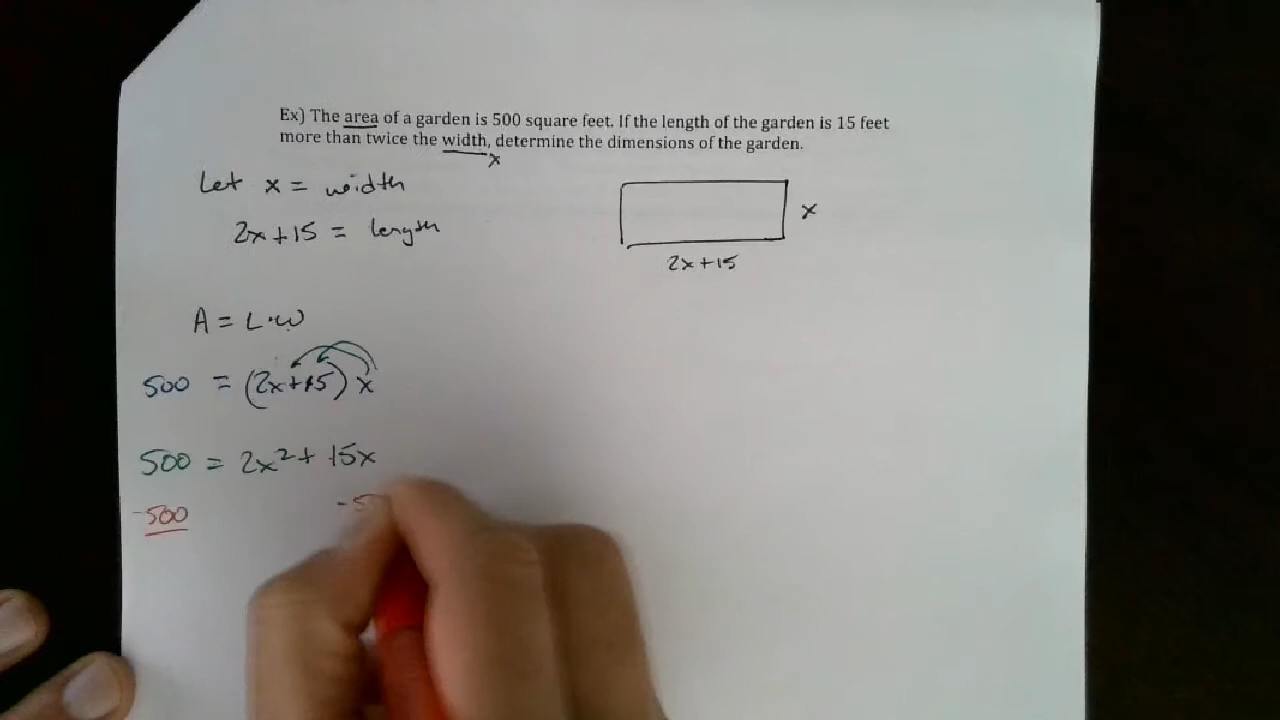 Ex) The area of a garden is 500 square feet. If the length of the garden is 15 feet
more than twice the width, determine the dimensions of the garden.
x
Let x = width
2x+15 = length
x
2x+15
A = L·W
500 = (2x+15)x
500 = 2x²+ 15x
-500 -5